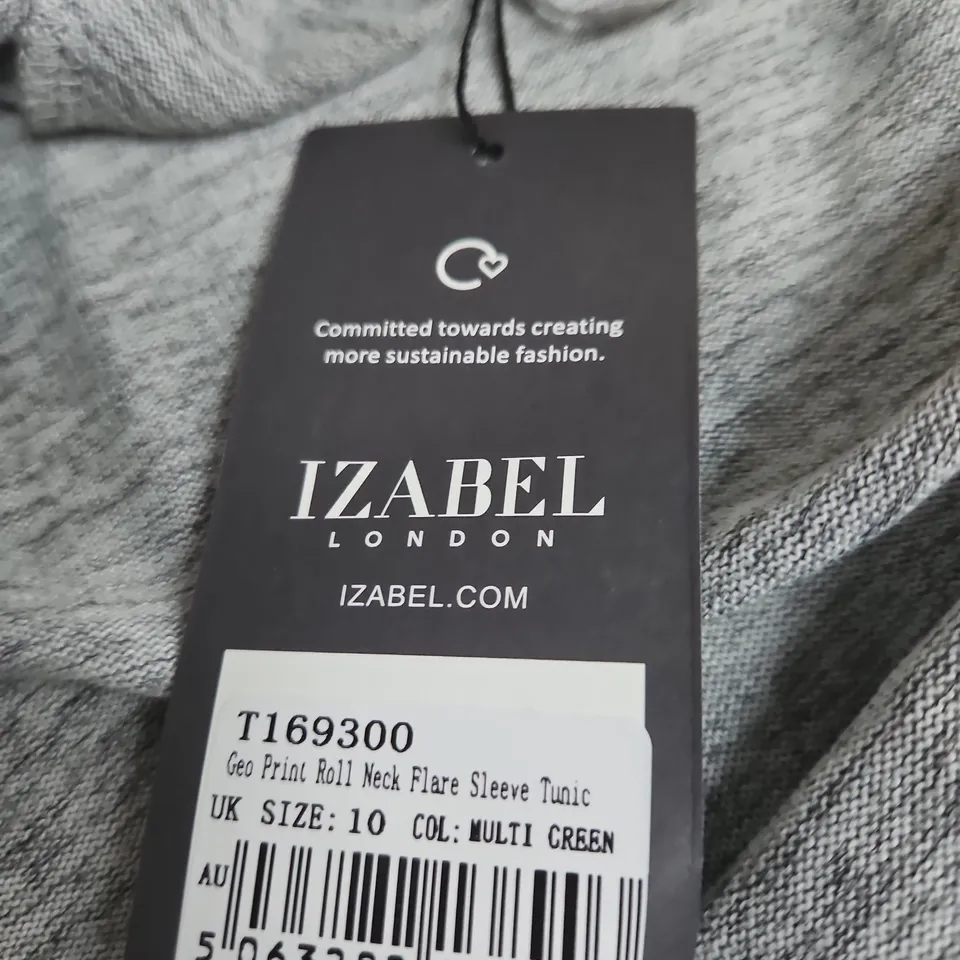 Committed towards creating
more sustainable fashion.
IZABEL
LONDON
IZABEL.COM
T169300
Geo Print Roll Neck Flare Sleeve Tunic
UK SIZE: 10 COL: MULTI GREEN
AU